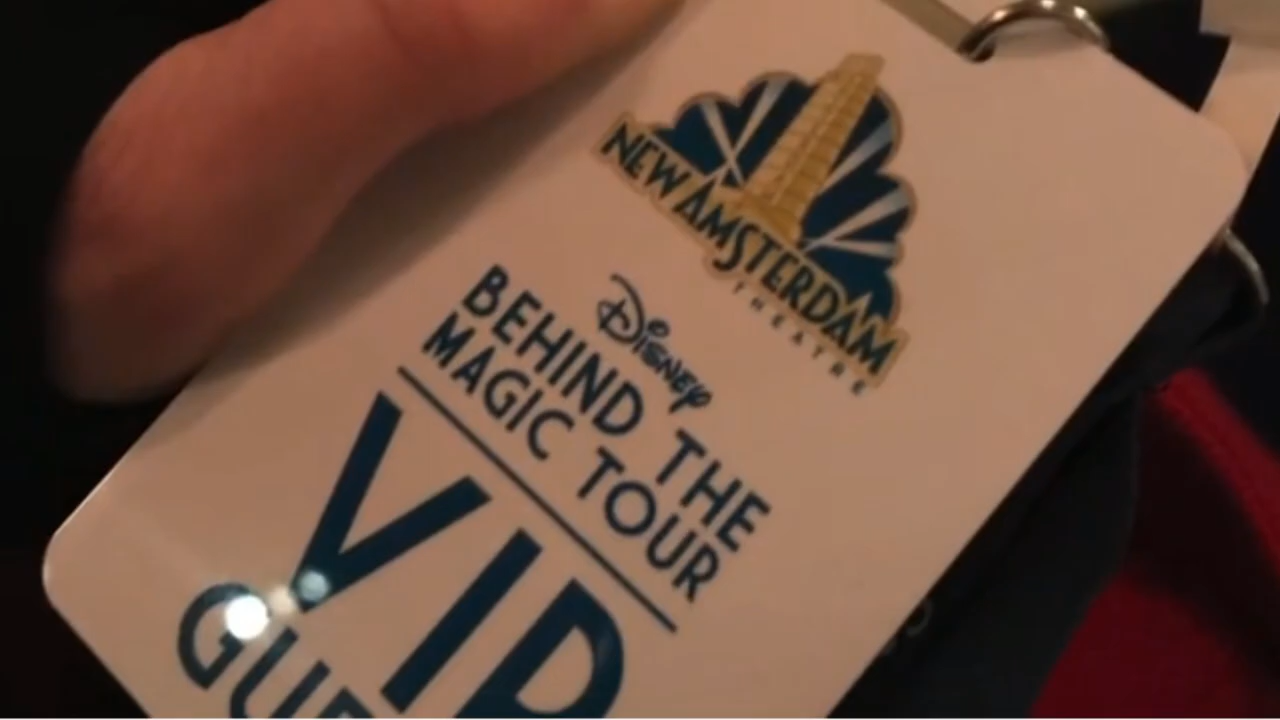 NEW AMSTERDAM
THEATRE
Disney
BEHIND THE
MAGIC TOUR
VIP